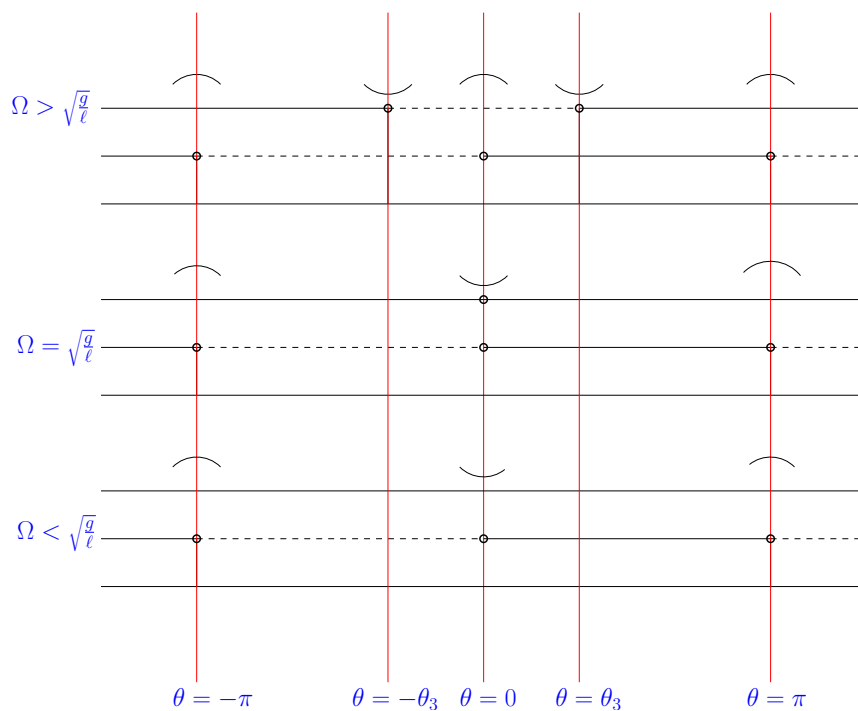 Ω > √(g/ℓ)
Ω = √(g/ℓ)
Ω < √(g/ℓ)
θ = −π θ = −θ₃ θ = 0 θ = θ₃ θ = π